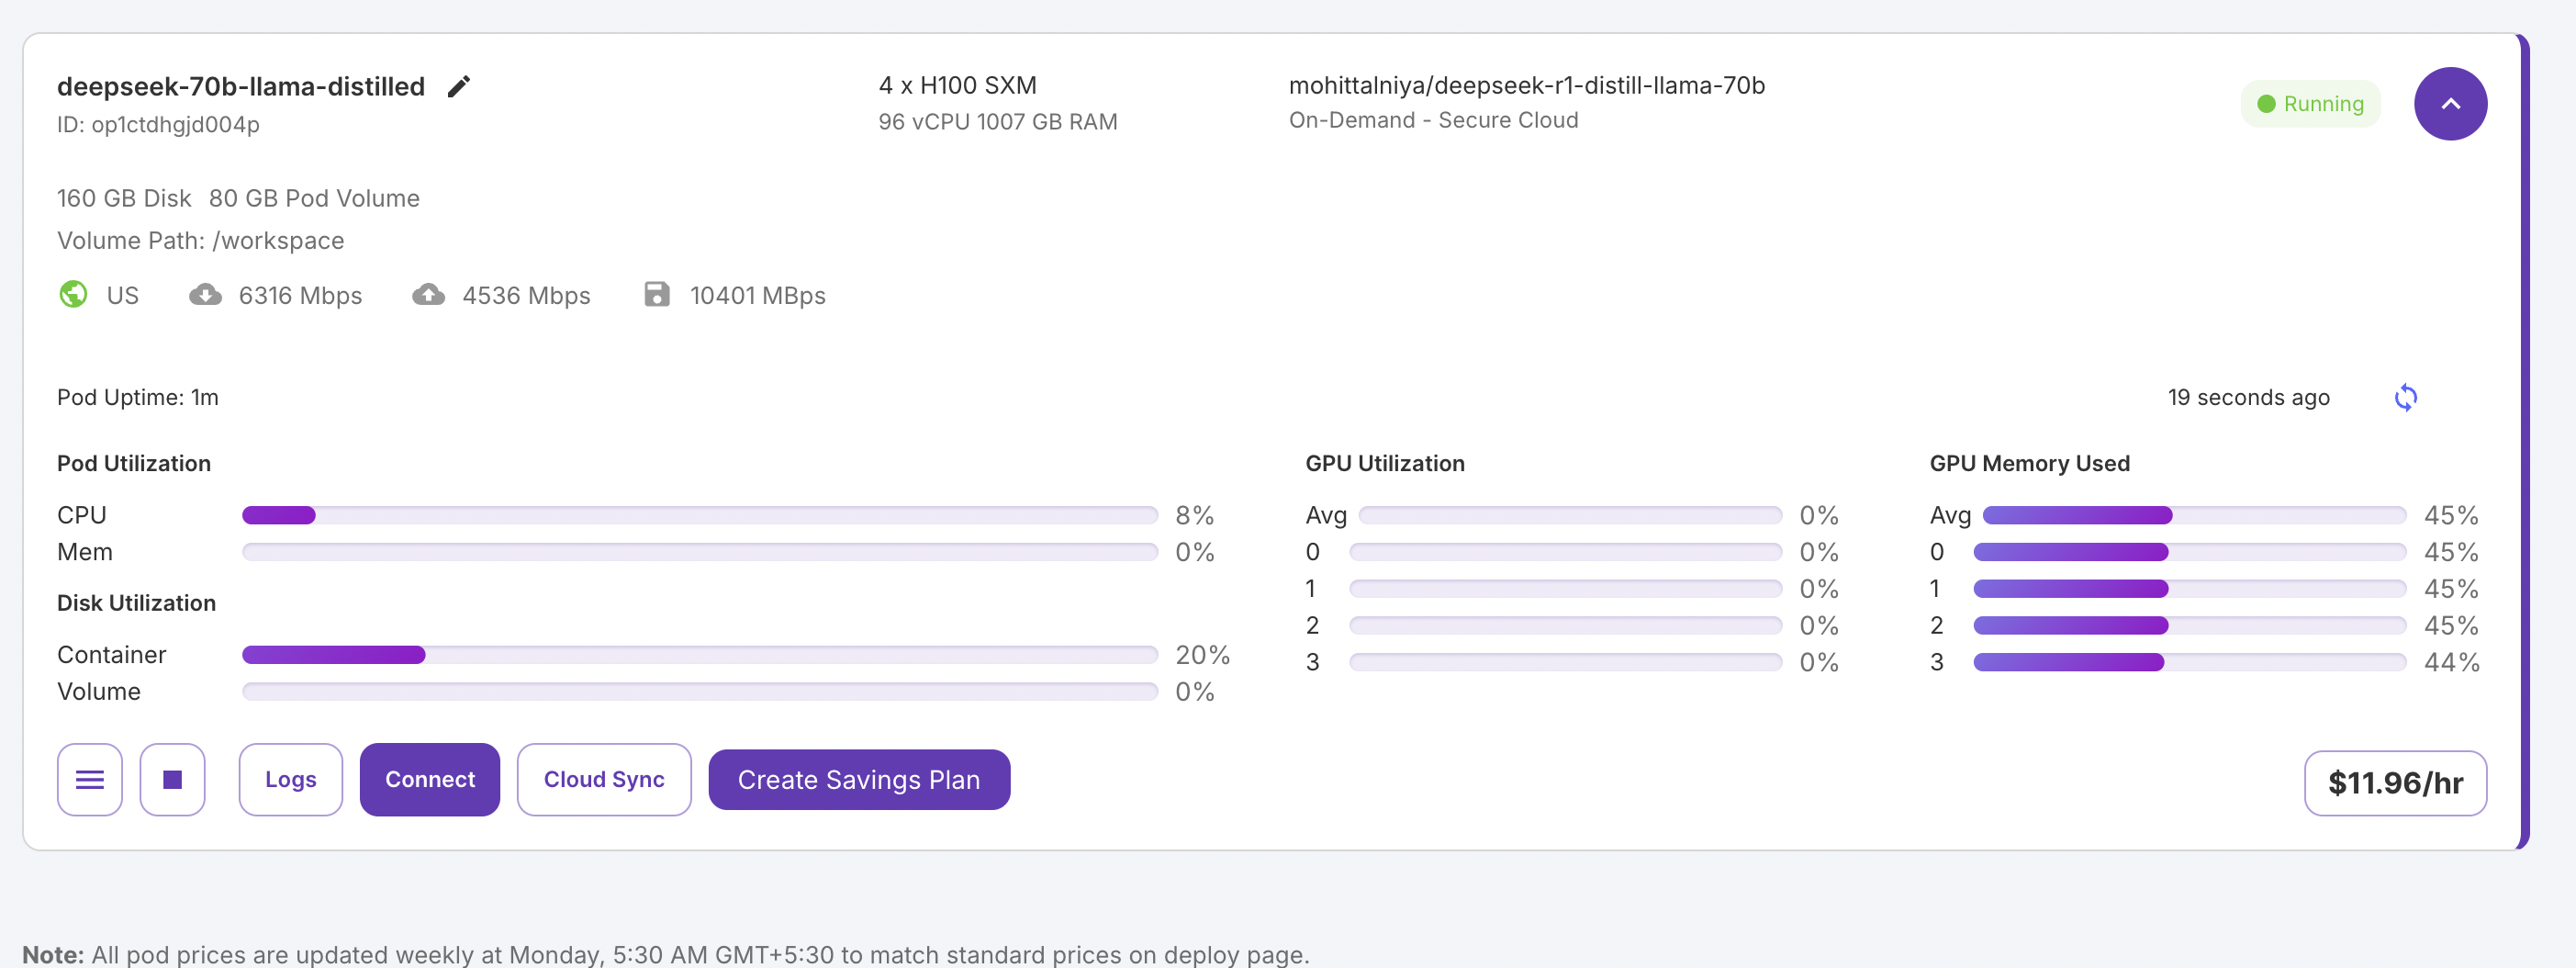 deepseek-70b-llama-distilled
ID: op1ctdhgjd004p
4 x H100 SXM
96 vCPU 1007 GB RAM
mohittalniya/deepseek-r1-distill-llama-70b
On-Demand - Secure Cloud
Running
160 GB Disk 80 GB Pod Volume
Volume Path: /workspace
US 6316 Mbps 4536 Mbps 10401 MBps
Pod Uptime: 1m
19 seconds ago
Pod Utilization
CPU 8%
Mem 0%
Disk Utilization
Container 20%
Volume 0%
GPU Utilization
Avg 0%
0 0%
1 0%
2 0%
3 0%
GPU Memory Used
Avg 45%
0 45%
1 45%
2 45%
3 44%
Logs Connect Cloud Sync Create Savings Plan
$11.96/hr
Note: All pod prices are updated weekly at Monday, 5:30 AM GMT+5:30 to match standard prices on deploy page.